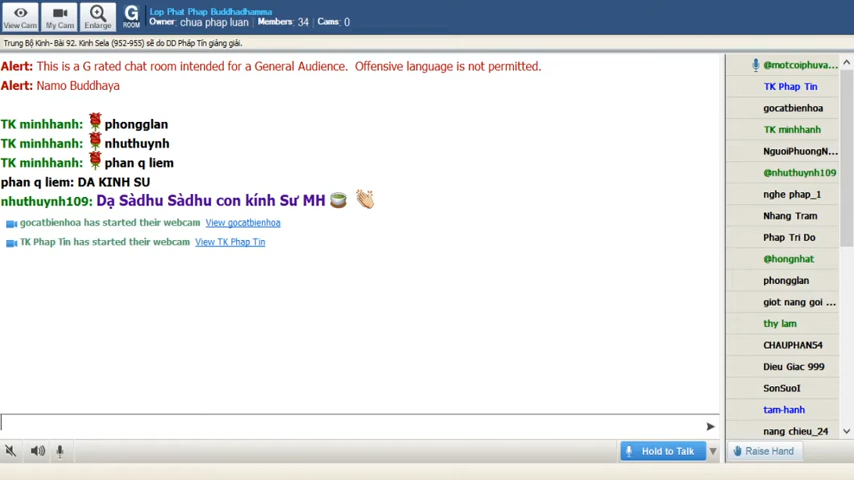 View Cam
My Cam
Enlarge
G
ROOM
Lop Phat Phap Buddhadhamma
Owner: chua phap luan Members: 34 Cams: 0
Trung Bộ Kinh- Bài 92. Kinh Sela (952-955) sẽ do DD Pháp Tín giảng giải.
Alert: This is a G rated chat room intended for a General Audience. Offensive language is not permitted.
Alert: Namo Buddhaya
TK minhhanh: phongglan
TK minhhanh: nhuthuynh
TK minhhanh: phan q liem
phan q liem: DA KINH SU
nhuthuynh109: Dạ Sàdhu Sàdhu con kính Sư MH
gocatbienhoa has started their webcam View gocatbienhoa
TK Phap Tin has started their webcam View TK Phap Tin
@motcoiphuva...
TK Phap Tin
gocatbienhoa
TK minhhanh
NguoiPhuongN...
@nhuthuynh109
nghe phap_1
Nhang Tram
Phap Tri Do
@hongnhat
phongglan
giot nang goi ...
thy lam
CHAUPHAN54
Dieu Giac 999
SonSuoI
tam-hanh
nang chieu_24
Hold to Talk
Raise Hand